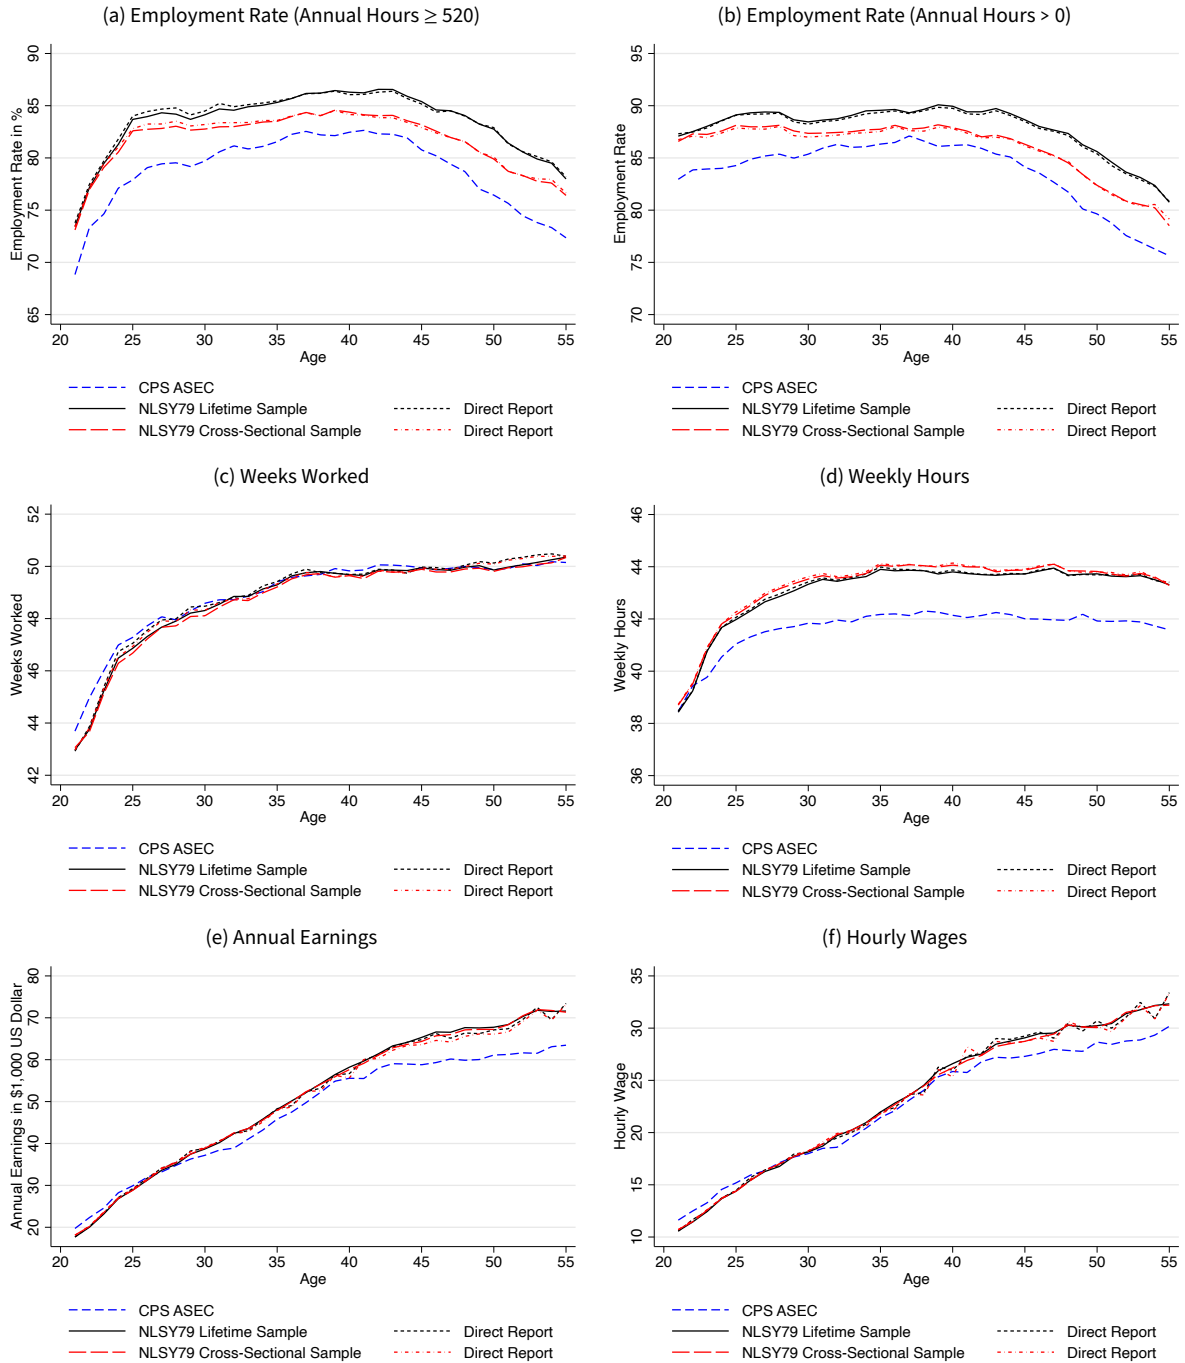 (a) Employment Rate (Annual Hours ≥ 520)
Employment Rate in %
90
85
80
75
70
65
20 25 30 35 40 45 50 55
Age
CPS ASEC
NLSY79 Lifetime Sample Direct Report
NLSY79 Cross-Sectional Sample Direct Report
(b) Employment Rate (Annual Hours > 0)
Employment Rate
95
90
85
80
75
70
20 25 30 35 40 45 50 55
Age
CPS ASEC
NLSY79 Lifetime Sample Direct Report
NLSY79 Cross-Sectional Sample Direct Report
(c) Weeks Worked
Weeks Worked
52
50
48
46
44
42
20 25 30 35 40 45 50 55
Age
CPS ASEC
NLSY79 Lifetime Sample Direct Report
NLSY79 Cross-Sectional Sample Direct Report
(d) Weekly Hours
Weekly Hours
46
44
42
40
38
36
20 25 30 35 40 45 50 55
Age
CPS ASEC
NLSY79 Lifetime Sample Direct Report
NLSY79 Cross-Sectional Sample Direct Report
(e) Annual Earnings
Annual Earnings in $1,000 US Dollar
80
70
60
50
40
30
20
20 25 30 35 40 45 50 55
Age
CPS ASEC
NLSY79 Lifetime Sample Direct Report
NLSY79 Cross-Sectional Sample Direct Report
(f) Hourly Wages
Hourly Wage
35
30
25
20
15
10
20 25 30 35 40 45 50 55
Age
CPS ASEC
NLSY79 Lifetime Sample Direct Report
NLSY79 Cross-Sectional Sample Direct Report